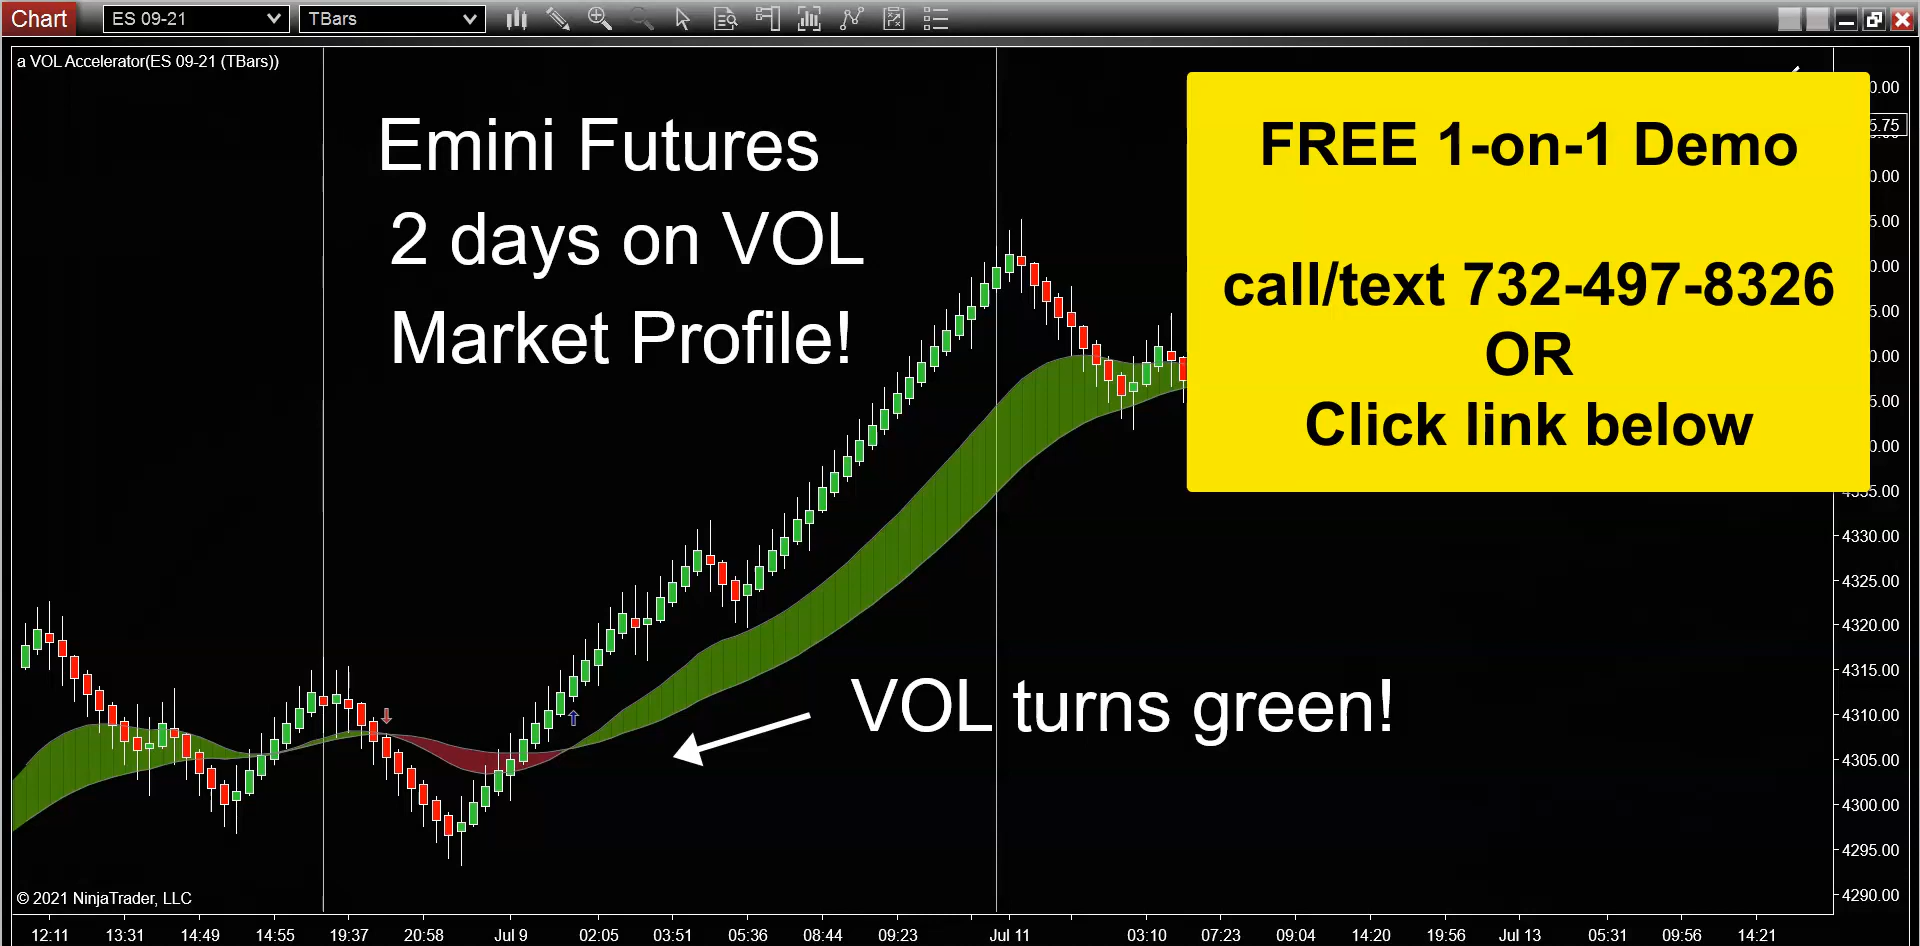 Chart
ES 09-21
TBars
a VOL Accelerator(ES 09-21 (TBars))
Emini Futures
2 days on VOL
Market Profile!
FREE 1-on-1 Demo
call/text 732-497-8326
OR
Click link below
VOL turns green!
4330.00
4325.00
4320.00
4315.00
4310.00
4305.00
4300.00
4295.00
4290.00
© 2021 NinjaTrader, LLC
12:11 13:31 14:49 14:55 19:37 20:58 Jul 9 02:05 03:51 05:36 08:44 09:23 Jul 11 03:10 07:23 09:04 14:20 19:56 Jul 13 05:31 09:56 14:21